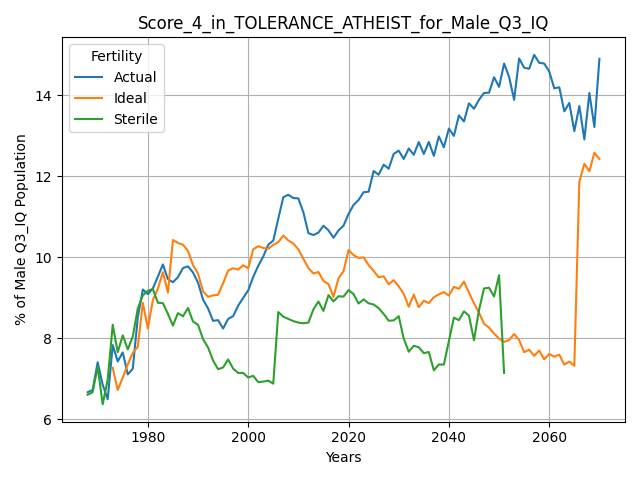 Score_4_in_TOLERANCE_ATHEIST_for_Male_Q3_IQ
Fertility
Actual
Ideal
Sterile
% of Male Q3_IQ Population
14
12
10
8
6
1980
2000
2020
2040
2060
Years